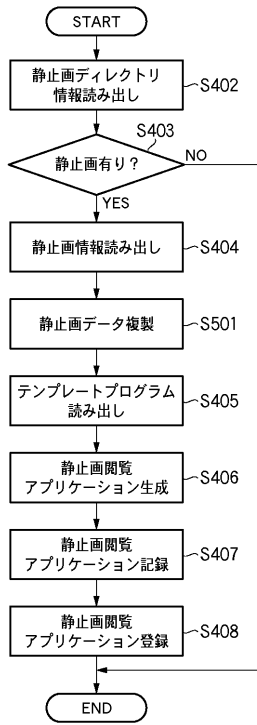 START
静止画ディレクトリ
情報読み出し
S402
S403
静止画有り？
NO
YES
静止画情報読み出し
S404
静止画データ複製
S501
テンプレートプログラム
読み出し
S405
静止画閲覧
アプリケーション生成
S406
静止画閲覧
アプリケーション記録
S407
静止画閲覧
アプリケーション登録
S408
END